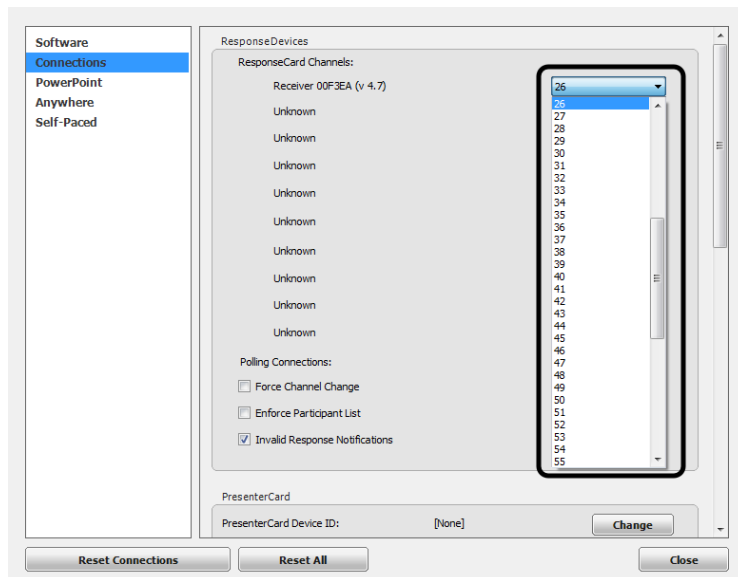 Software
Connections
PowerPoint
Anywhere
Self-Paced
ResponseDevices
ResponseCard Channels:
Receiver 00F3EA (v 4.7)
26
Unknown
Unknown
Unknown
Unknown
Unknown
Unknown
Unknown
Unknown
Unknown
26
27
28
29
30
31
32
33
34
35
36
37
38
39
40
41
42
43
44
45
46
47
48
49
50
51
52
53
54
55
Polling Connections:
Force Channel Change
Enforce Participant List
Invalid Response Notifications
PresenterCard
PresenterCard Device ID:
[None]
Change
Reset Connections
Reset All
Close